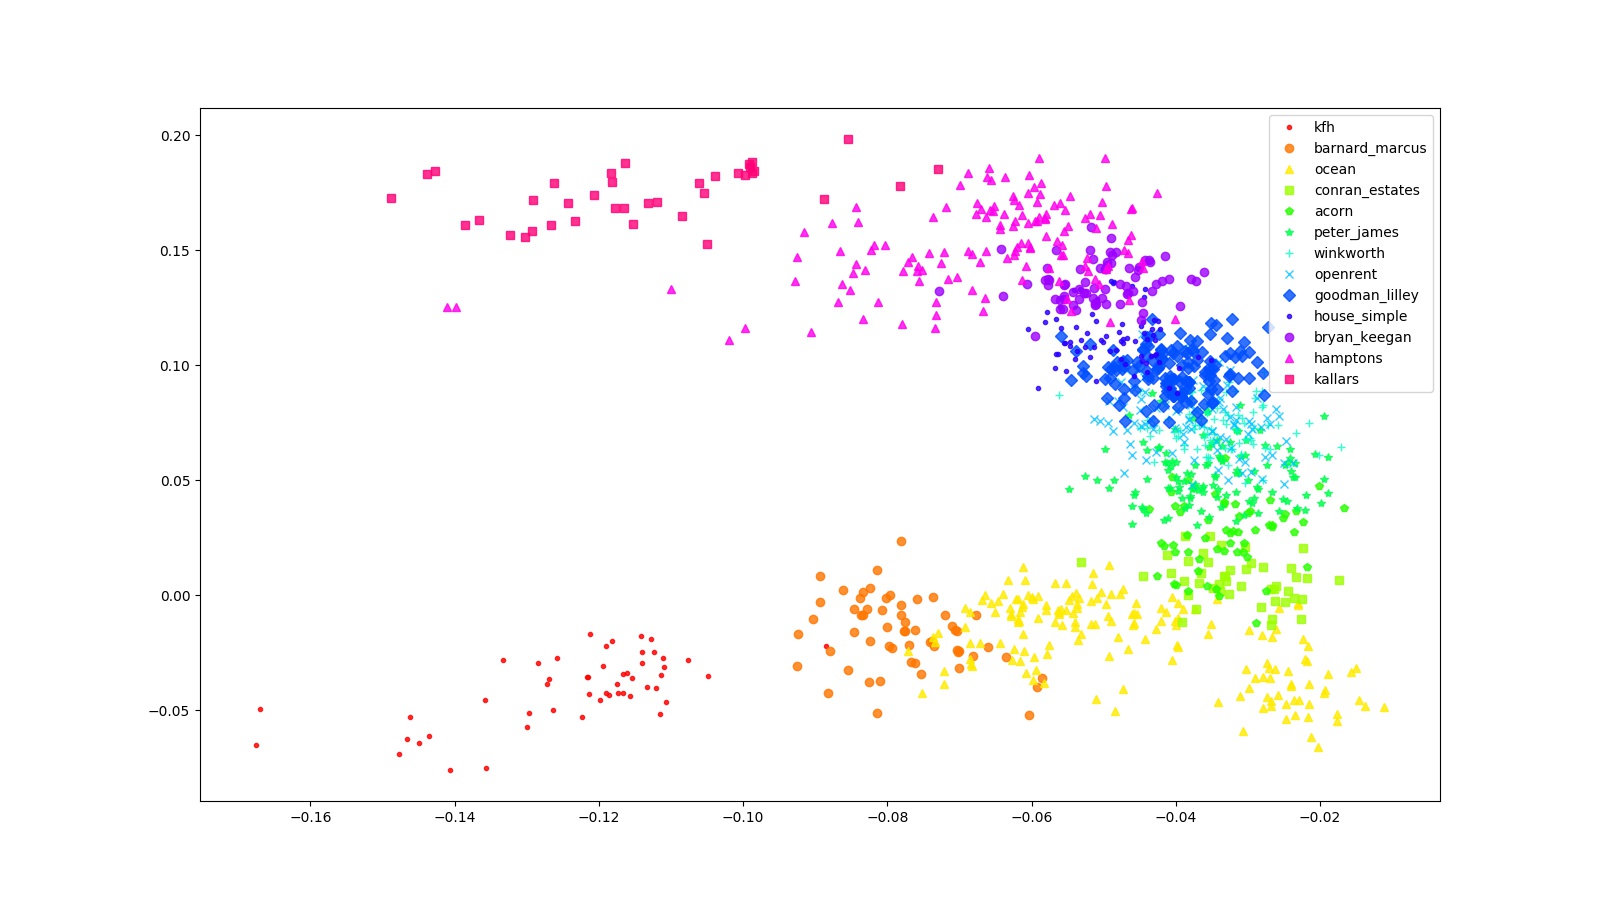 0.20
0.15
0.10
0.05
0.00
−0.05
−0.16
−0.14
−0.12
−0.10
−0.08
−0.06
−0.04
−0.02
kfh
barnard_marcus
ocean
conran_estates
acorn
peter_james
winkworth
openrent
goodman_lilley
house_simple
bryan_keegan
hamptons
kallars